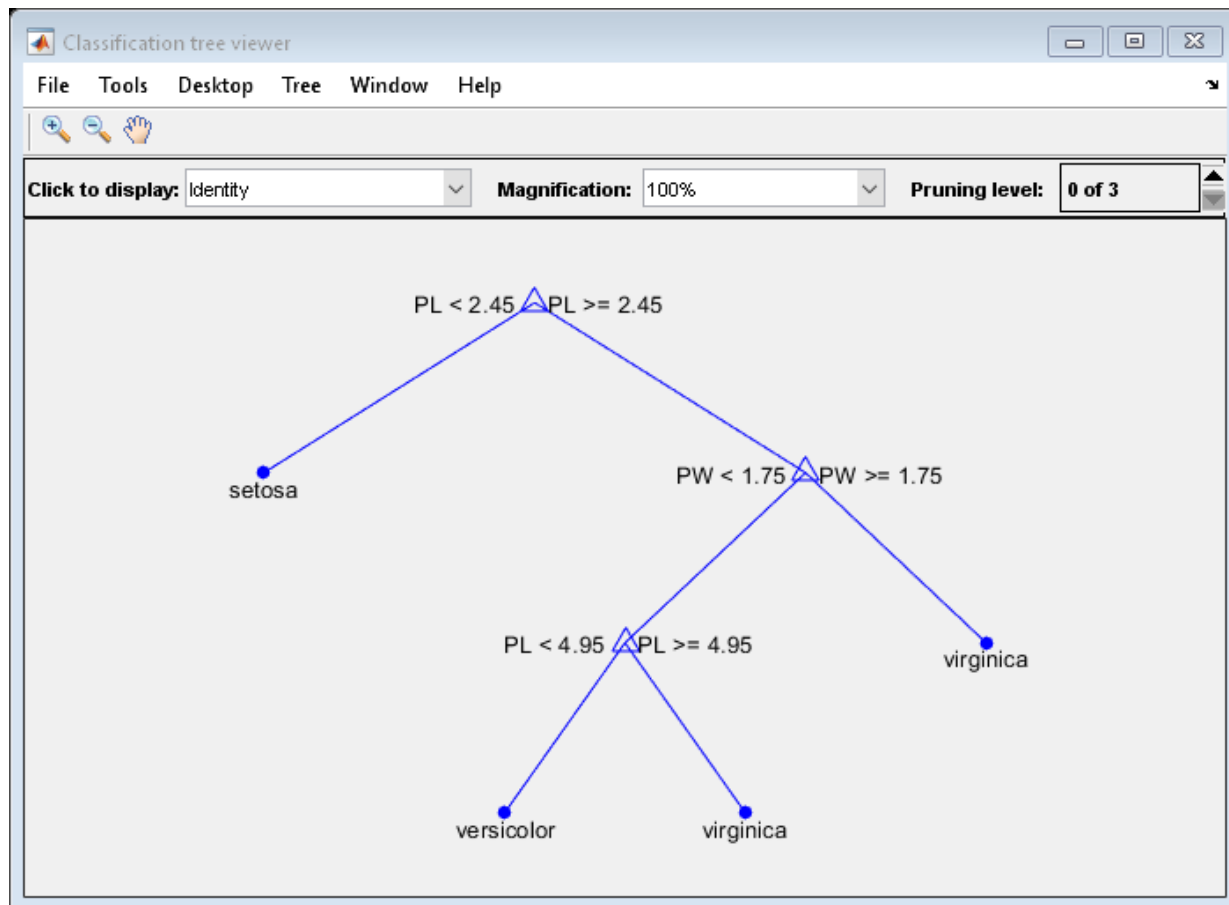 Classification tree viewer
File Tools Desktop Tree Window Help
Click to display: Identity Magnification: 100% Pruning level: 0 of 3
PL < 2.45 PL >= 2.45
setosa
PW < 1.75 PW >= 1.75
PL < 4.95 PL >= 4.95
virginica
versicolor
virginica